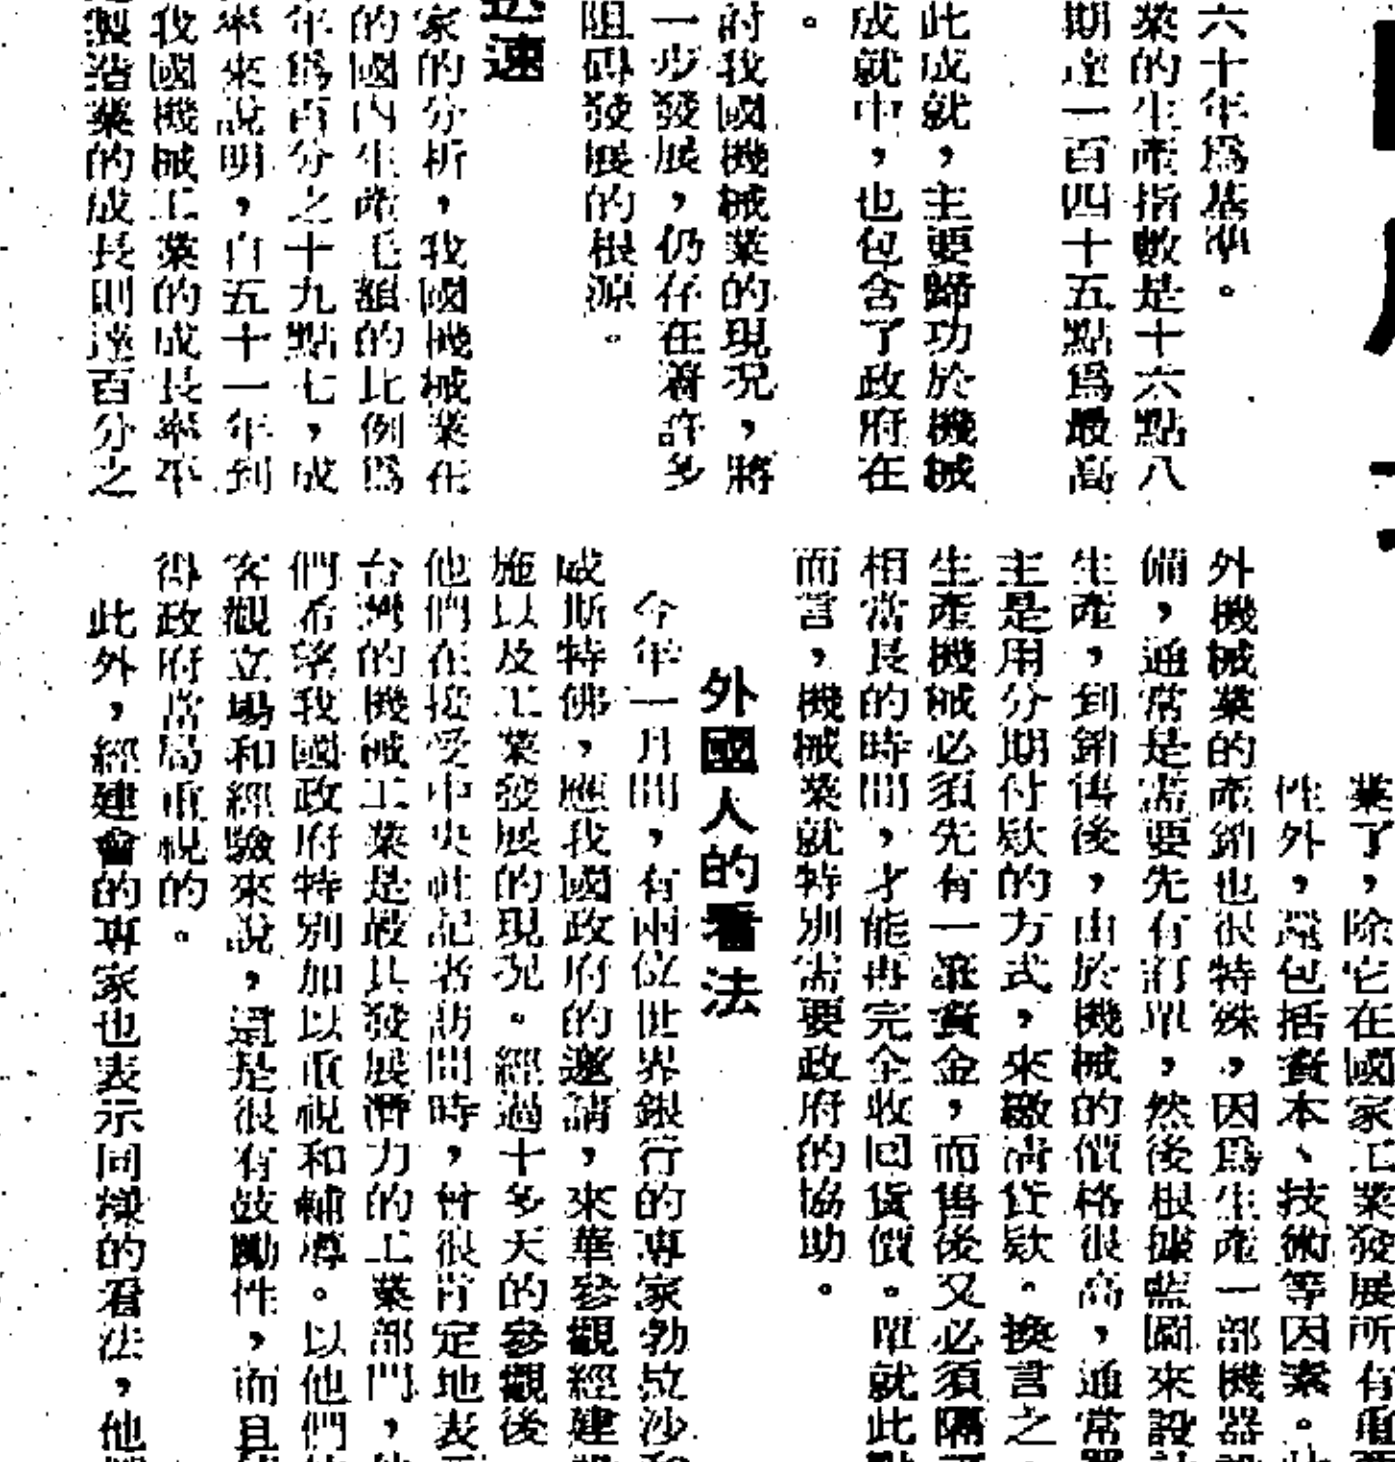 六十年爲基準。
業的生產指數是十六點八
期達一百四十五點爲最高
此成就，主要歸功於機械
成就中，也包含了政府在
。
討我國機械業的現況，將
一步發展，仍存在着許多
阻碍發展的根源。
速
家的分析，我國機械業在
的國內生產毛額的比例爲
年爲百分之十九點七，成
率來說明，自五十一年到
我國機械工業的成長率平
製造業的成長則達百分之
業了，除它在國家工業發展所有重要
性外，還包括資本、技術等因素。
外機械業的產銷也很特殊，因爲生產一部機器設
備，通常是需要先有訂單，然後根據藍圖來設計
生產，到銷售後，由於機械的價格很高，通常買
主是用分期付欵的方式，來繳清貨欵。換言之，
生產機械必須先有一筆資金，而售後又必須隔
相當長的時間，才能再完全收回貨價。單就此點
而言，機械業就特別需要政府的協助。
外國人的看法
今年一月間，有兩位世界銀行的專家勃拉沙和
威斯特佛，應我國政府的邀請，來華參觀經建
施以及工業發展的現況。經過十多天的參觀後
他們在接受中央社記者訪問時，曾很肯定地表示
台灣的機械工業是最具發展潛力的工業部門，他
們希望我國政府特別加以重視和輔導。以他們的
客觀立場和經驗來說，這是很有鼓勵性，而且
得政府當局重視的。
此外，經建會的專家也表示同樣的看法，他